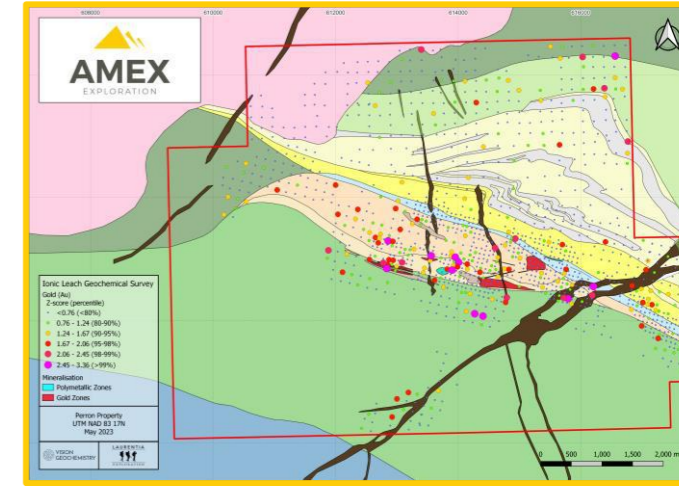 608000 610000 612000 614000 616000
AMEX
EXPLORATION
Ionic Leach Geochemical Survey
Gold (Au)
Z-score (percentile)
<0.76 (<80%)
0.76 - 1.24 (80-90%)
1.24 - 1.67 (90-95%)
1.67 - 2.06 (95-98%)
2.06 - 2.45 (98-99%)
2.45 - 3.36 (>99%)
Mineralisation
Polymetallic Zones
Gold Zones
Perron Property
UTM NAD 83 17N
May 2023
VISION
GEOCHEMISTRY
LAURENTIA
EXPLORATION
0 500 1,000 1,500 2,000 m